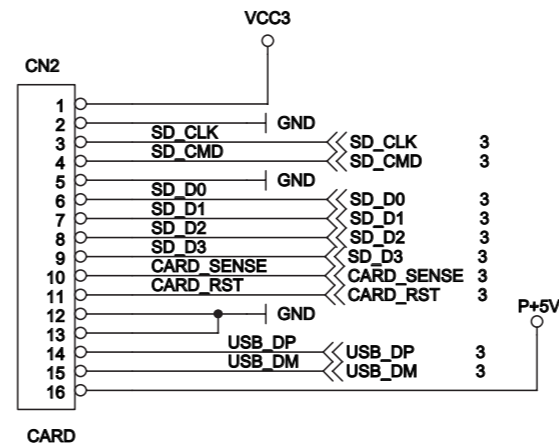 VCC3
CN2
1
2 GND
3 SD_CLK SD_CLK 3
4 SD_CMD SD_CMD 3
5 GND
6 SD_D0 SD_D0 3
7 SD_D1 SD_D1 3
8 SD_D2 SD_D2 3
9 SD_D3 SD_D3 3
10 CARD_SENSE CARD_SENSE 3
11 CARD_RST CARD_RST 3
12 GND P+5V
13
14 USB_DP USB_DP 3
15 USB_DM USB_DM 3
16
CARD